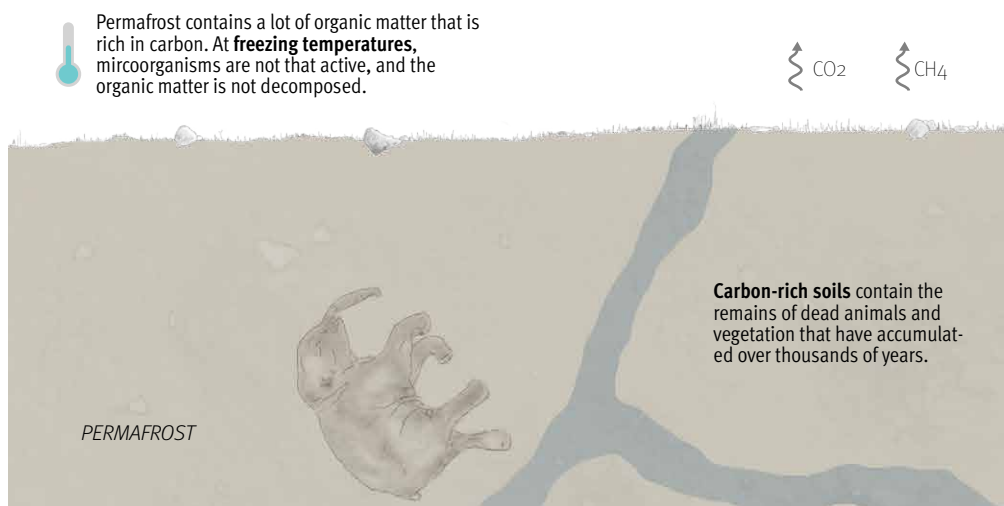 Permafrost contains a lot of organic matter that is
rich in carbon. At freezing temperatures,
mircoorganisms are not that active, and the
organic matter is not decomposed.
CO2
CH4
Carbon-rich soils contain the
remains of dead animals and
vegetation that have accumulat-
ed over thousands of years.
PERMAFROST